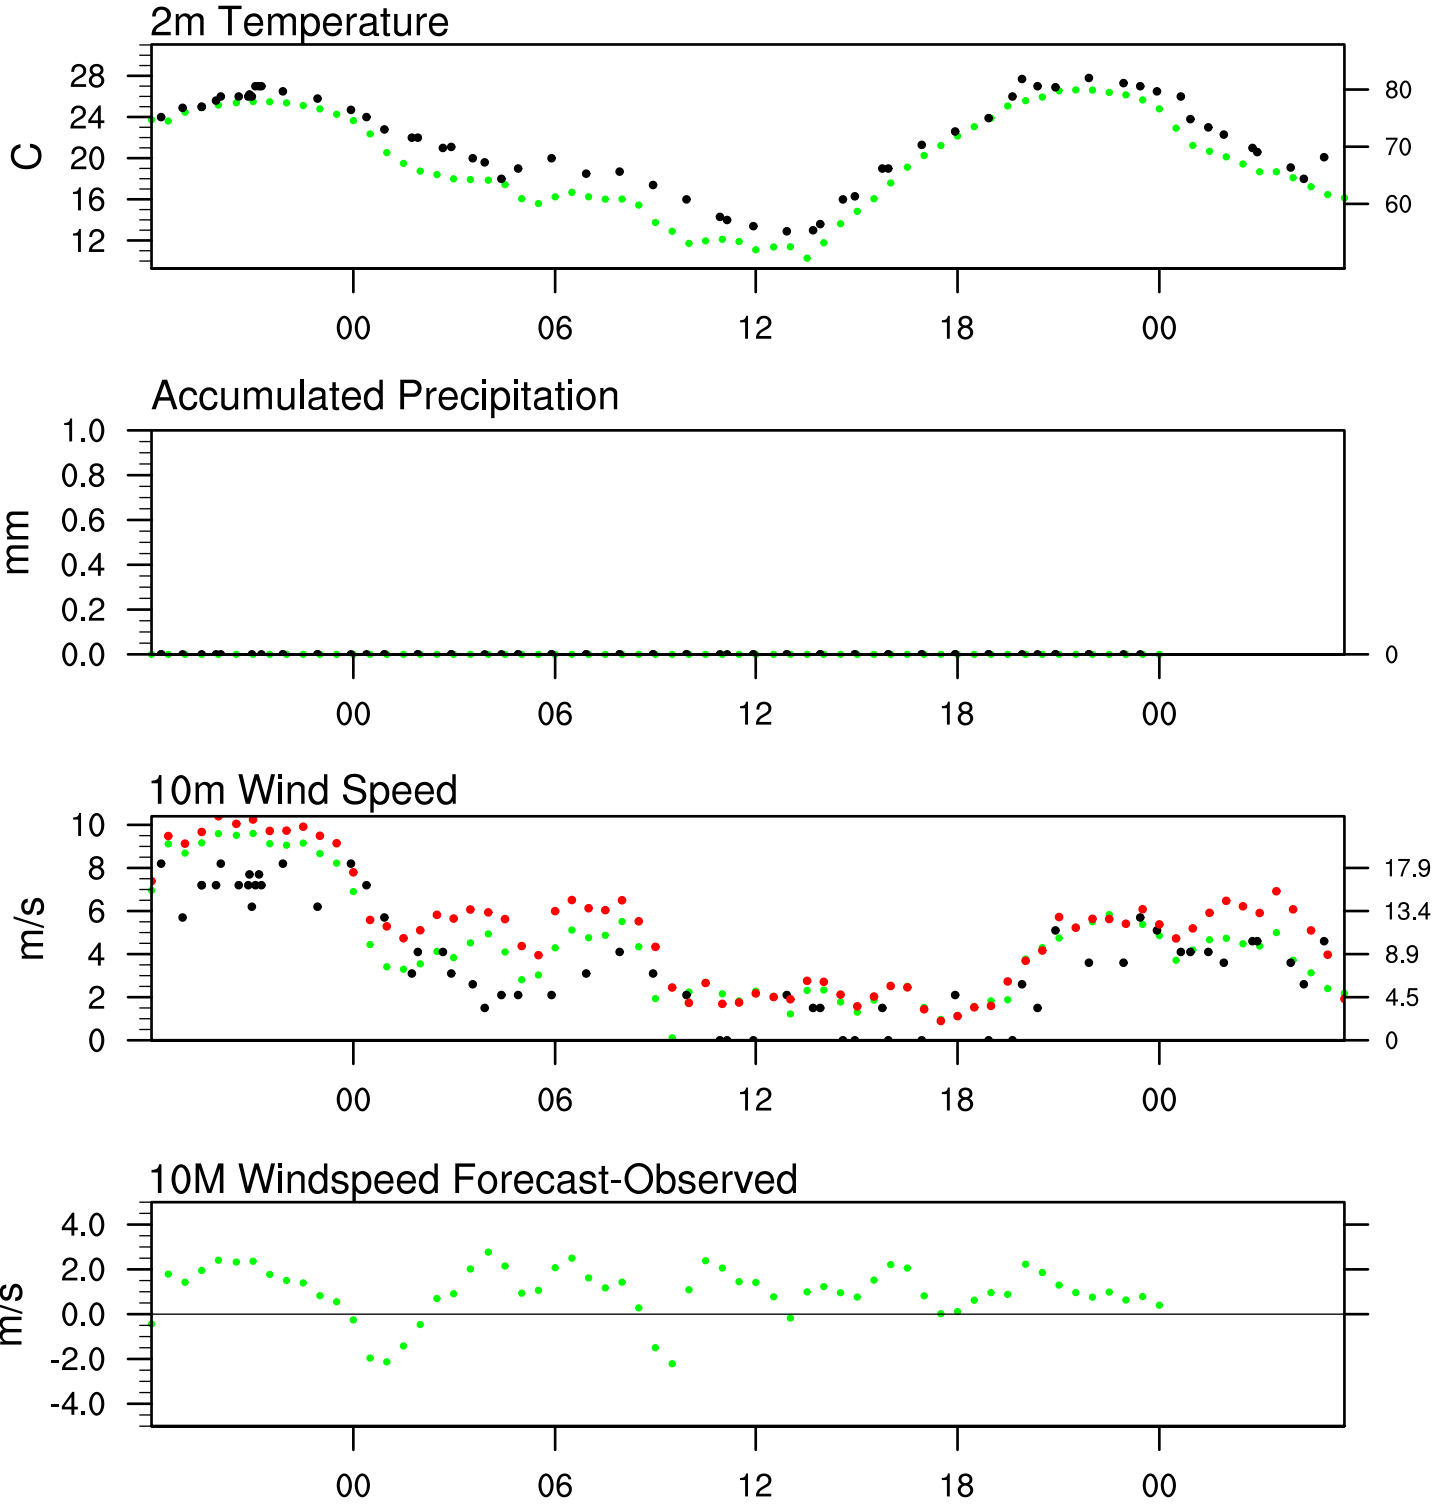 2m Temperature
28
24
20
16
12
C
80
70
60
00 06 12 18 00
Accumulated Precipitation
1.0
0.8
0.6
0.4
0.2
0.0
mm
0
00 06 12 18 00
10m Wind Speed
10
8
6
4
2
0
m/s
17.9
13.4
8.9
4.5
0
00 06 12 18 00
10M Windspeed Forecast-Observed
4.0
2.0
0.0
-2.0
-4.0
m/s
00 06 12 18 00